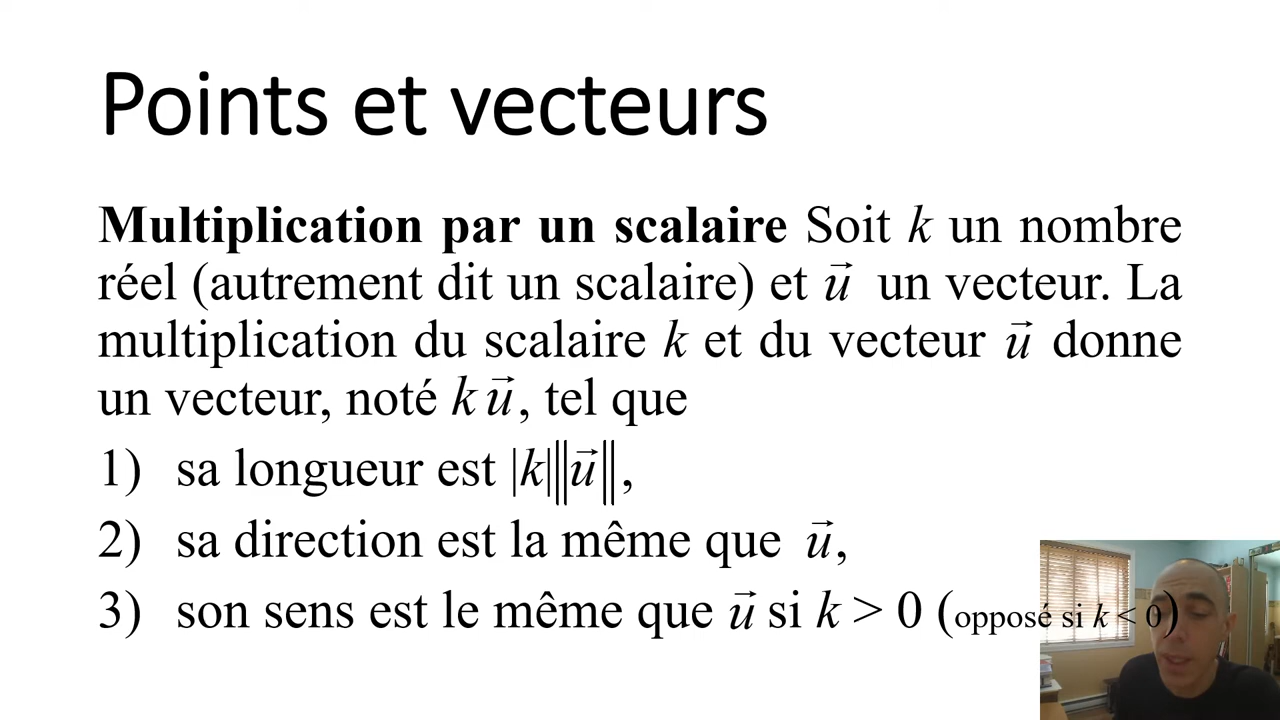 Points et vecteurs
Multiplication par un scalaire Soit k un nombre
réel (autrement dit un scalaire) et u⃗ un vecteur. La
multiplication du scalaire k et du vecteur u⃗ donne
un vecteur, noté k u⃗, tel que
1) sa longueur est |k|‖u⃗‖,
2) sa direction est la même que u⃗,
3) son sens est le même que u⃗ si k > 0 (opposé si k < 0)